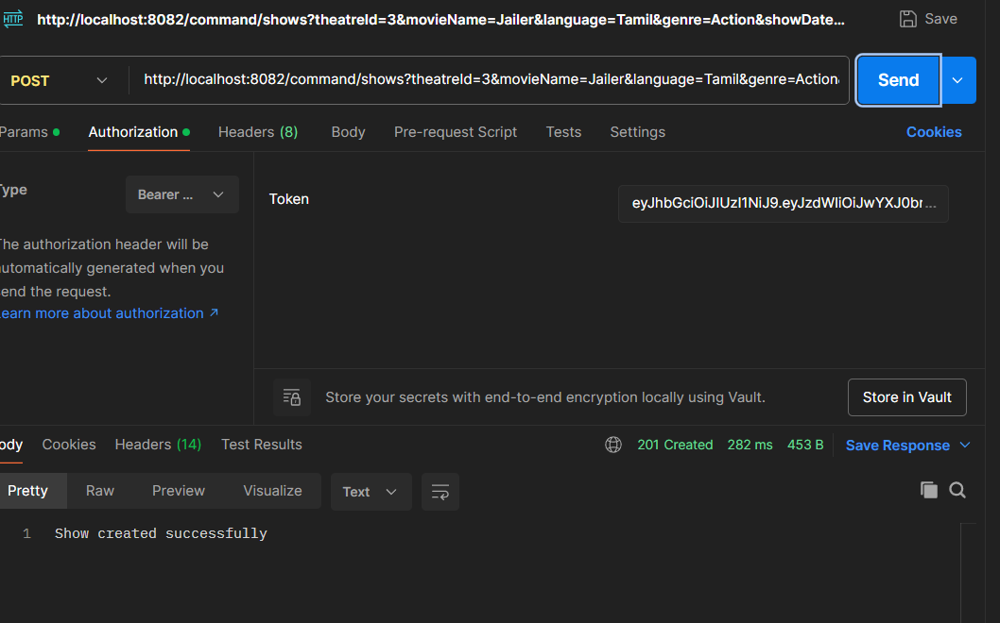 HTTP http://localhost:8082/command/shows?theatreId=3&movieName=Jailer&language=Tamil&genre=Action&showDate... Save
POST http://localhost:8082/command/shows?theatreId=3&movieName=Jailer&language=Tamil&genre=Action& Send
Params Authorization Headers (8) Body Pre-request Script Tests Settings Cookies
Type Bearer ... Token eyJhbGciOiJIUzI1NiJ9.eyJzdWIiOiJwYXJ0br ...
The authorization header will be
automatically generated when you
send the request.
Learn more about authorization ↗
Store your secrets with end-to-end encryption locally using Vault. Store in Vault
ody Cookies Headers (14) Test Results 201 Created 282 ms 453 B Save Response
Pretty Raw Preview Visualize Text
1 Show created successfully